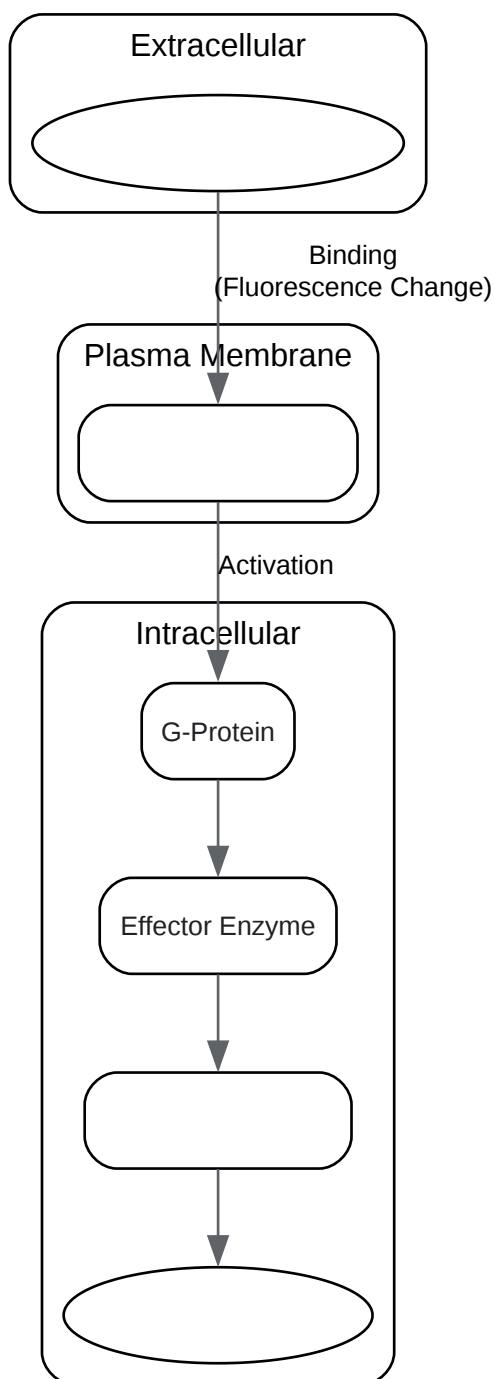 Extracellular
Binding
(Fluorescence Change)
Plasma Membrane
Activation
Intracellular
G-Protein
Effector Enzyme